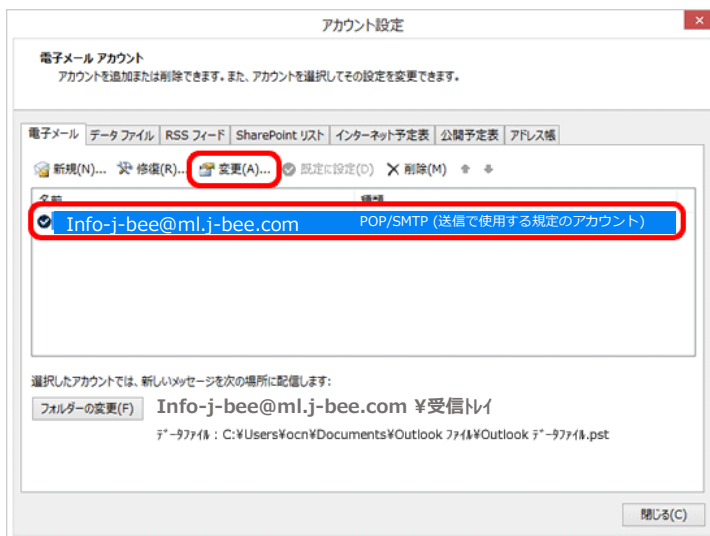 アカウント設定
電子メール アカウント
アカウントを追加または削除できます。また、アカウントを選択してその設定を変更できます。
電子メール データ ファイル RSS フィード SharePoint リスト インターネット予定表 公開予定表 アドレス帳
新規(N)... 修復(R)... 変更(A)... 既定に設定(D) 削除(M)
名前 種類
Info-j-bee@ml.j-bee.com POP/SMTP (送信で使用する規定のアカウント)
選択したアカウントでは、新しいメッセージを次の場所に配信します:
フォルダーの変更(F) Info-j-bee@ml.j-bee.com ¥受信ﾄﾚｲ
ﾃﾞｰﾀﾌｧｲﾙ : C:¥Users¥ocn¥Documents¥Outlook ﾌｧｲﾙ¥Outlook ﾃﾞｰﾀﾌｧｲﾙ.pst
閉じる(C)